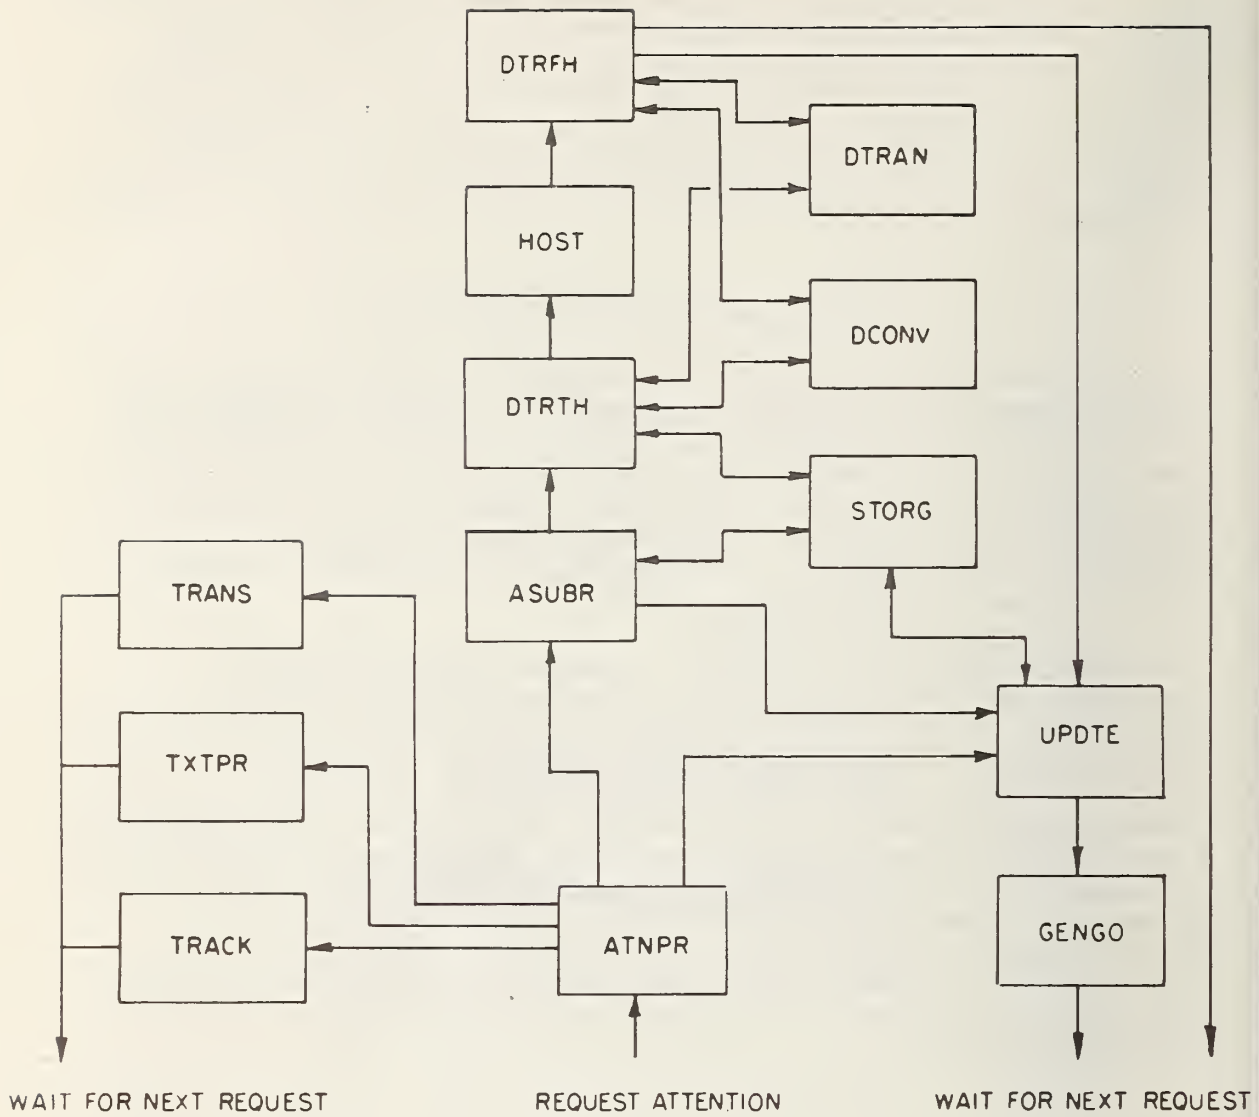 DTRFH
DTRAN
HOST
DCONV
DTRTH
STORG
TRANS
ASUBR
UPDTE
TXTPR
GENGO
TRACK
ATNPR
WAIT FOR NEXT REQUEST
REQUEST ATTENTION
WAIT FOR NEXT REQUEST